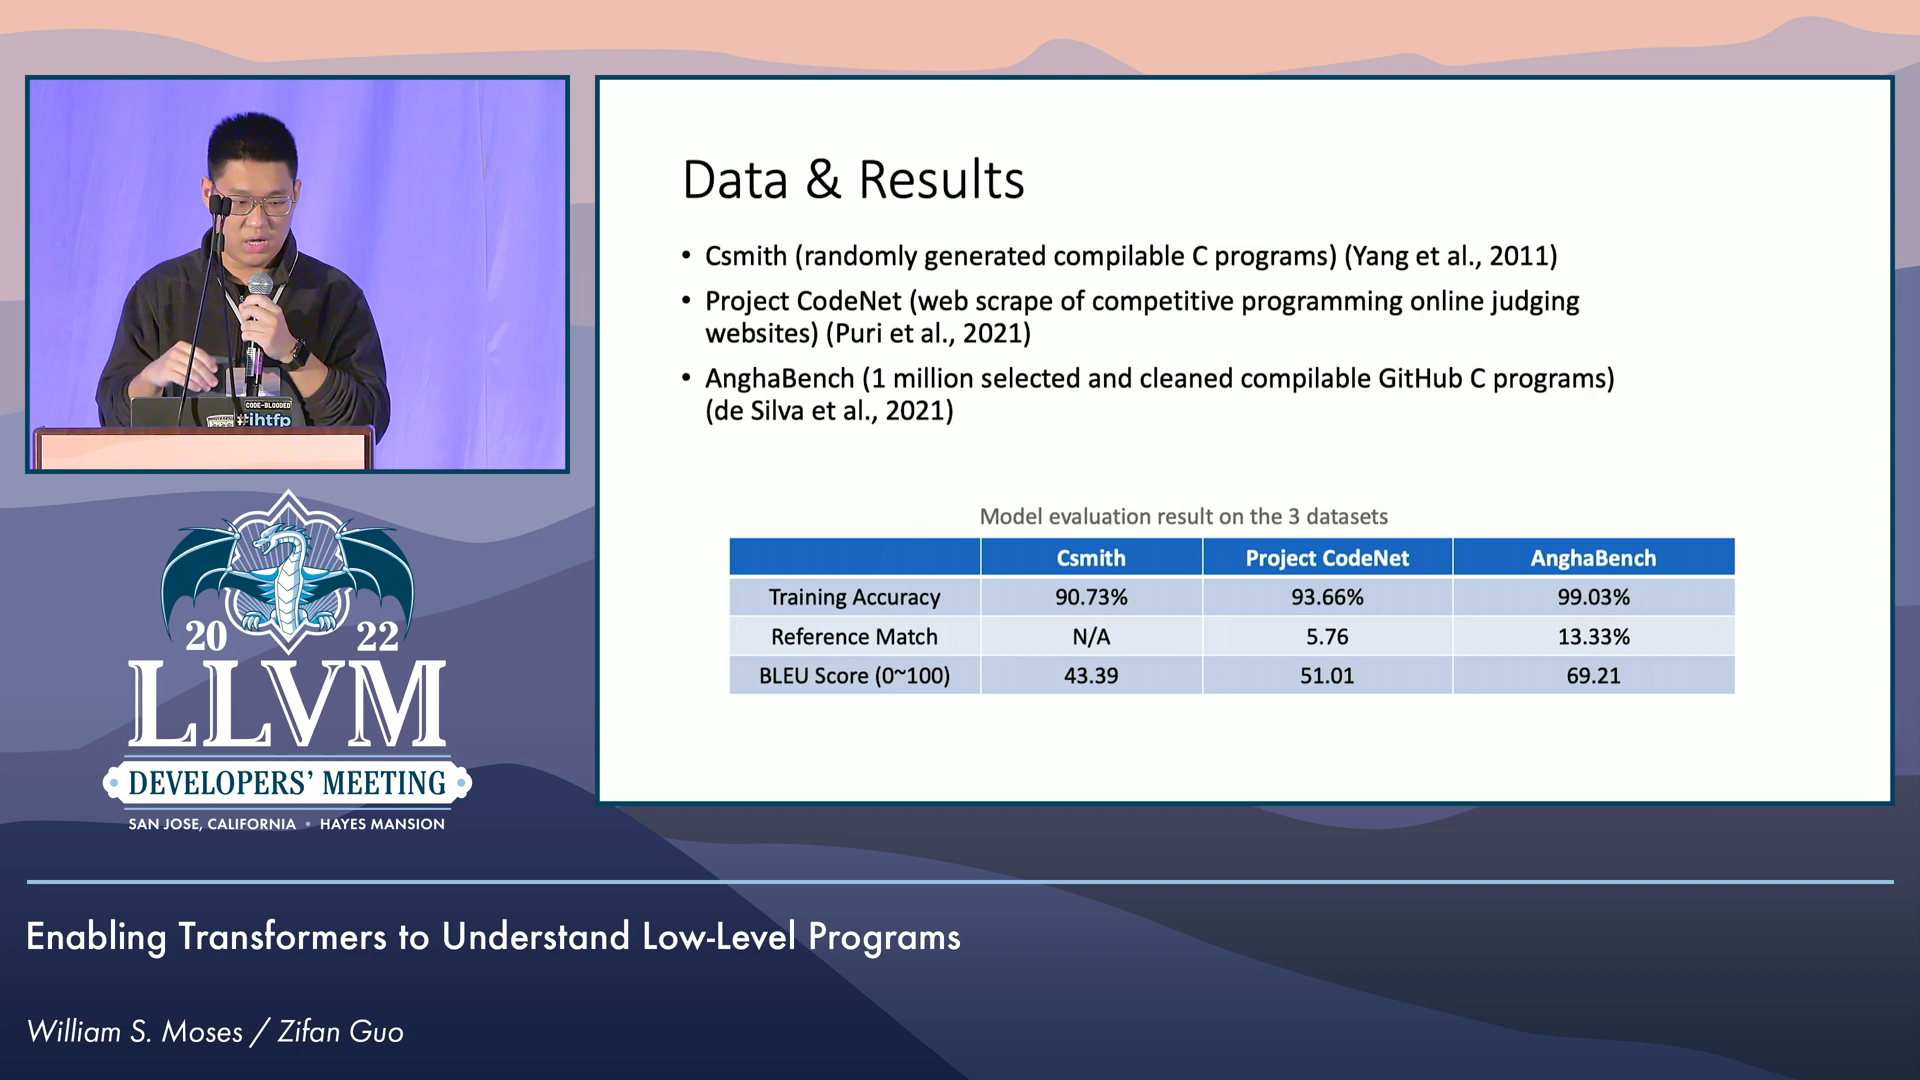 Data & Results
• Csmith (randomly generated compilable C programs) (Yang et al., 2011)
• Project CodeNet (web scrape of competitive programming online judging
websites) (Puri et al., 2021)
• AnghaBench (1 million selected and cleaned compilable GitHub C programs)
(de Silva et al., 2021)
Model evaluation result on the 3 datasets
Csmith Project CodeNet AnghaBench
Training Accuracy 90.73% 93.66% 99.03%
Reference Match N/A 5.76 13.33%
BLEU Score (0~100) 43.39 51.01 69.21
CODE-BLOODED
#ihtfp
20 22
LLVM
DEVELOPERS' MEETING
SAN JOSE, CALIFORNIA • HAYES MANSION
Enabling Transformers to Understand Low-Level Programs
William S. Moses / Zifan Guo